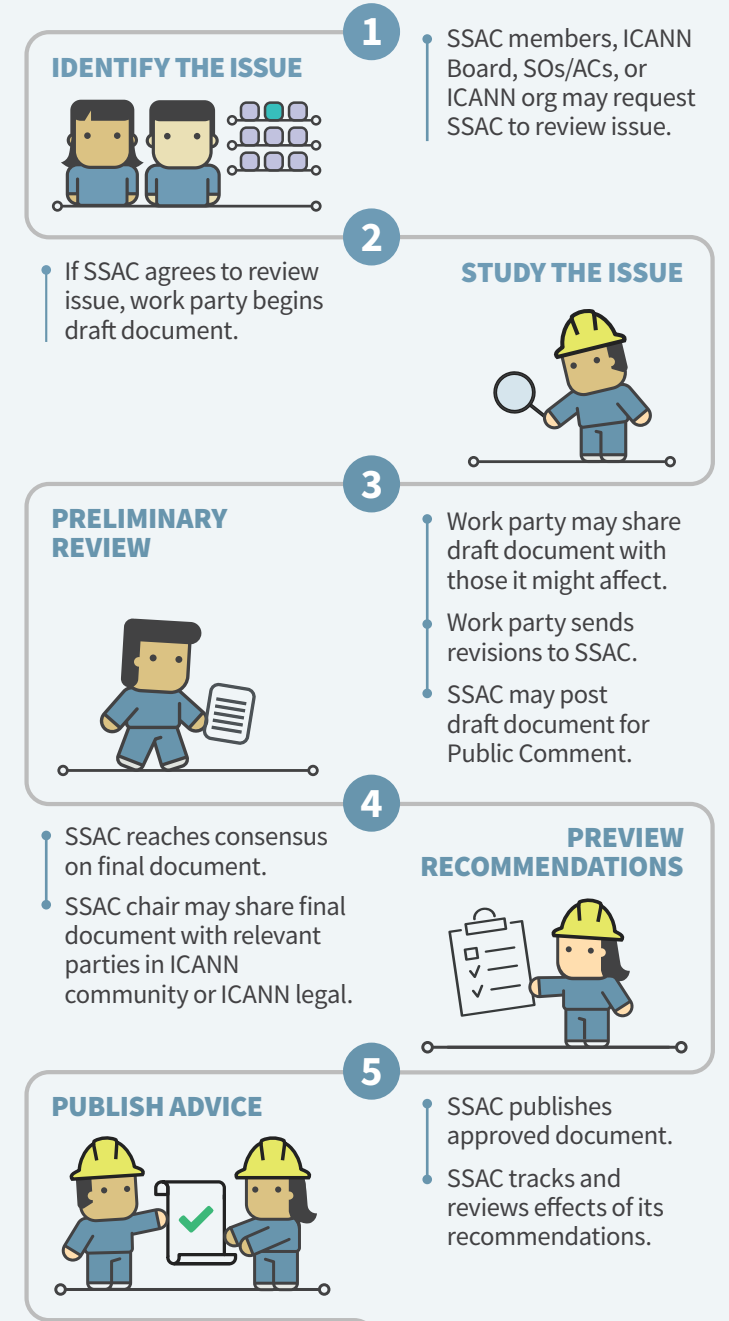 1
IDENTIFY THE ISSUE
SSAC members, ICANN
Board, SOs/ACs, or
ICANN org may request
SSAC to review issue.
2
If SSAC agrees to review
issue, work party begins
draft document.
STUDY THE ISSUE
3
PRELIMINARY
REVIEW
Work party may share
draft document with
those it might affect.
Work party sends
revisions to SSAC.
SSAC may post
draft document for
Public Comment.
4
SSAC reaches consensus
on final document.
SSAC chair may share final
document with relevant
parties in ICANN
community or ICANN legal.
PREVIEW
RECOMMENDATIONS
5
PUBLISH ADVICE
SSAC publishes
approved document.
SSAC tracks and
reviews effects of its
recommendations.